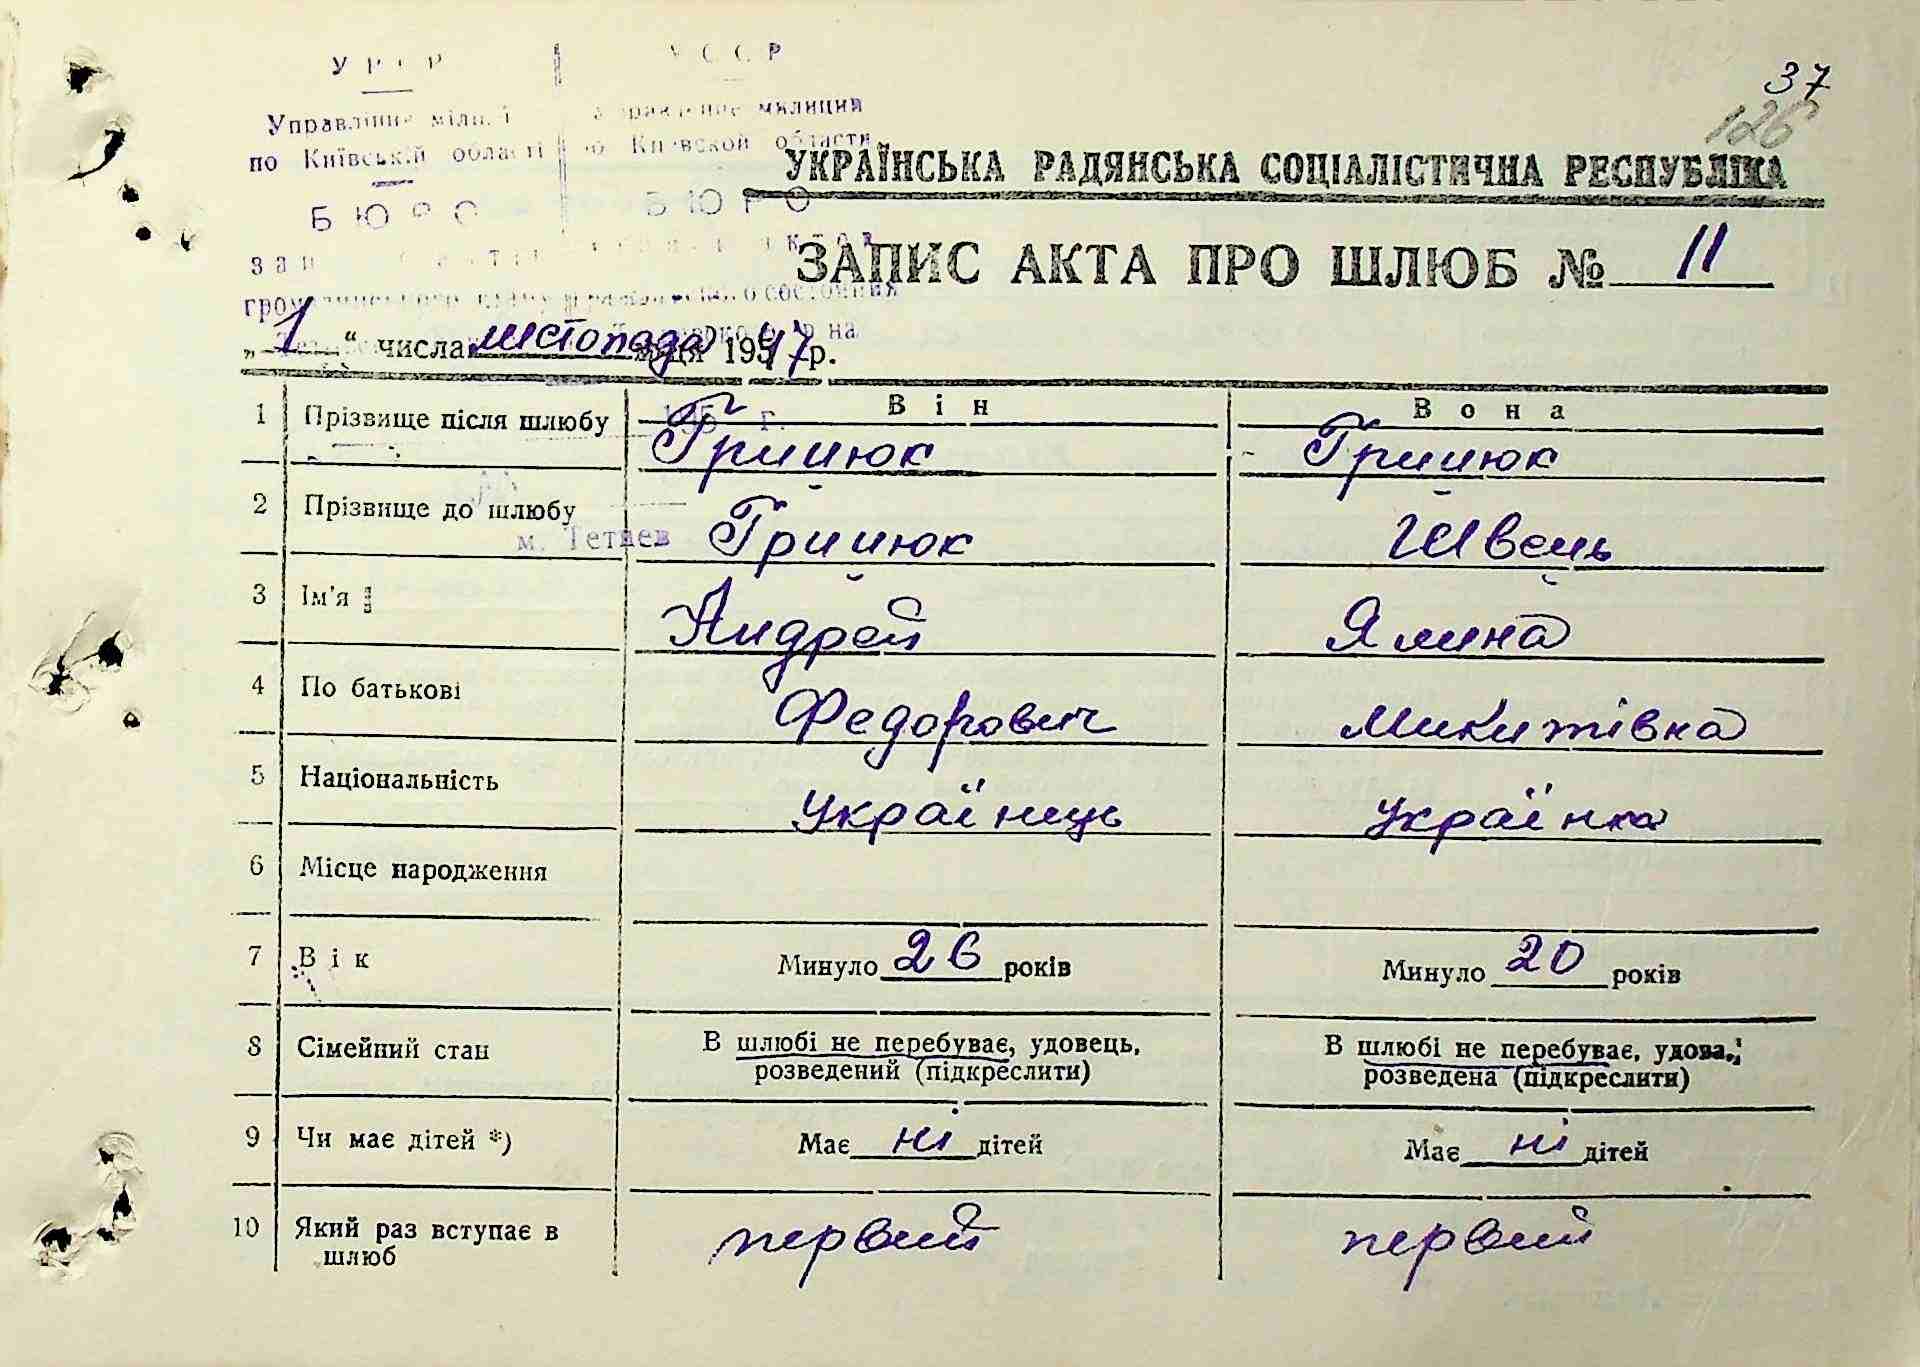 37
126
УРСР УССР
Управління міліції Управление милиции
по Київській області по Киевской области
БЮРО БЮРО
УКРАЇНСЬКА РАДЯНСЬКА СОЦІАЛІСТИЧНА РЕСПУБЛІКА
ЗАПИС АКТА ПРО ШЛЮБ № 11
„1“ числа листопада 1947 р.
Він Вона
1 Прізвище після шлюбу Грицюк Грицюк
2 Прізвище до шлюбу Грицюк Швець
м. Тетиев
3 Ім'я Андрей Ялина
4 По батькові Федорович Микитівна
5 Національність українець українка
6 Місце народження
7 Вік Минуло 26 років Минуло 20 років
8 Сімейний стан В шлюбі не перебуває, удовець, В шлюбі не перебуває, удова,
розведений (підкреслити) розведена (підкреслити)
9 Чи має дітей *) Має ні дітей Має ні дітей
10 Який раз вступає в первий первий
шлюб